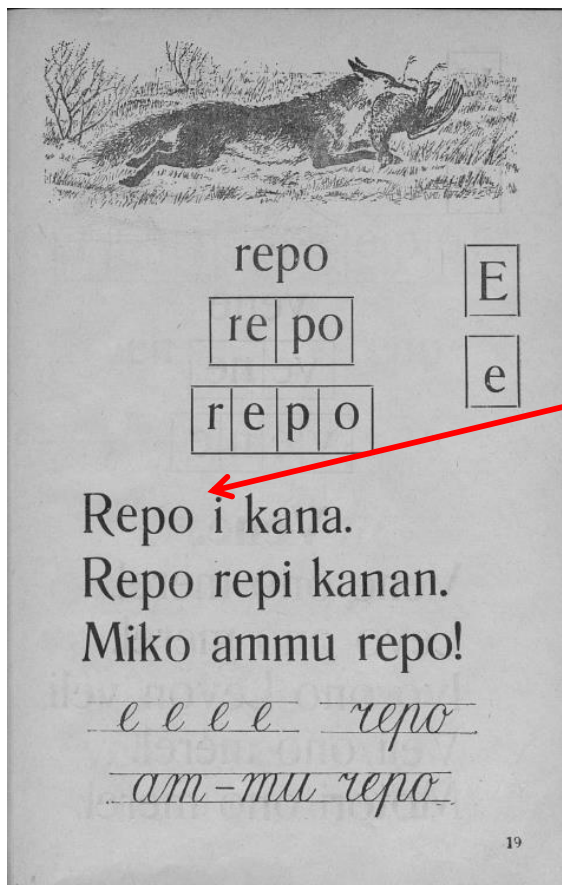 repo
E
re po
e
r e p o
Repo i kana.
Repo repi kanan.
Miko ammu repo!
e e e e repo
am-mu repo
19